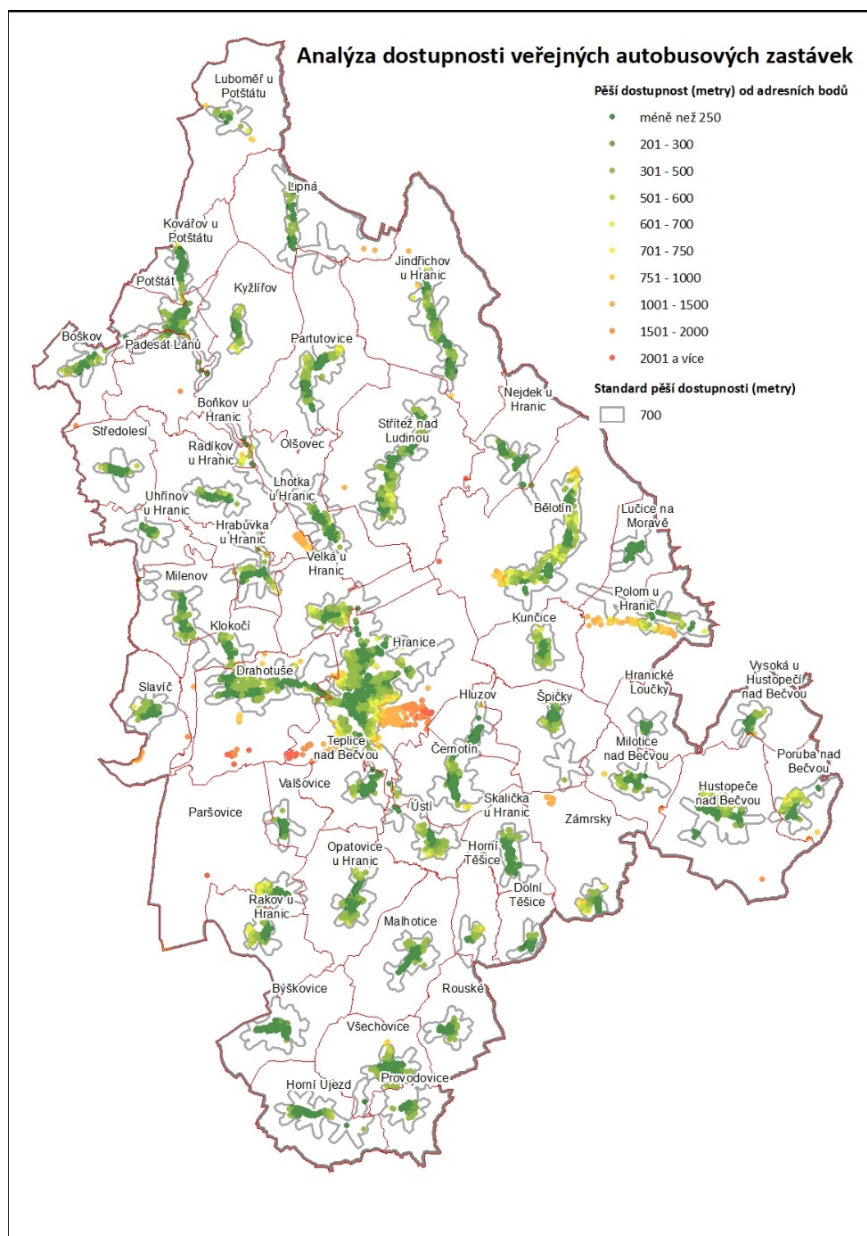 Analýza dostupnosti veřejných autobusových zastávek
Pěší dostupnost (metry) od adresních bodů
méně než 250
201 - 300
301 - 500
501 - 600
601 - 700
701 - 750
751 - 1000
1001 - 1500
1501 - 2000
2001 a více
Standard pěší dostupnosti (metry)
700
Luboměř u
Potštátu
Lipná
Kovářov u
Potštátu
Jindřichov
u Hranic
Potštát
Kyžlířov
Boškov
Padesát Lánů
Partutovice
Boňkov u
Hranic
Nejdek u
Hranic
Středolesí
Radíkov
u Hranic
Olšovec
Střítež nad
Ludinou
Uhřínov u
Hranic
Lhotka
u Hranic
Bělotín
Lučice na
Moravě
Hrabůvka
u Hranic
Velká u
Hranic
Milenov
Polom u
Hranic
Klokočí
Kunčice
Hranice
Drahotuše
Slavíč
Hluzov
Špičky
Hranické
Loučky
Vysoká u
Hustopečí
nad Bečvou
Teplice
nad Bečvou
Černotín
Milotice nad
Bečvou
Poruba nad
Bečvou
Valšovice
Hustopeče
nad Bečvou
Paršovice
Ústí
Skalička
u Hranic
Zámrsky
Opatovice
u Hranic
Horní
Těšice
Rakov u
Hranic
Dolní
Těšice
Malhotice
Býškovice
Rouské
Všechovice
Provodovice
Horní Újezd